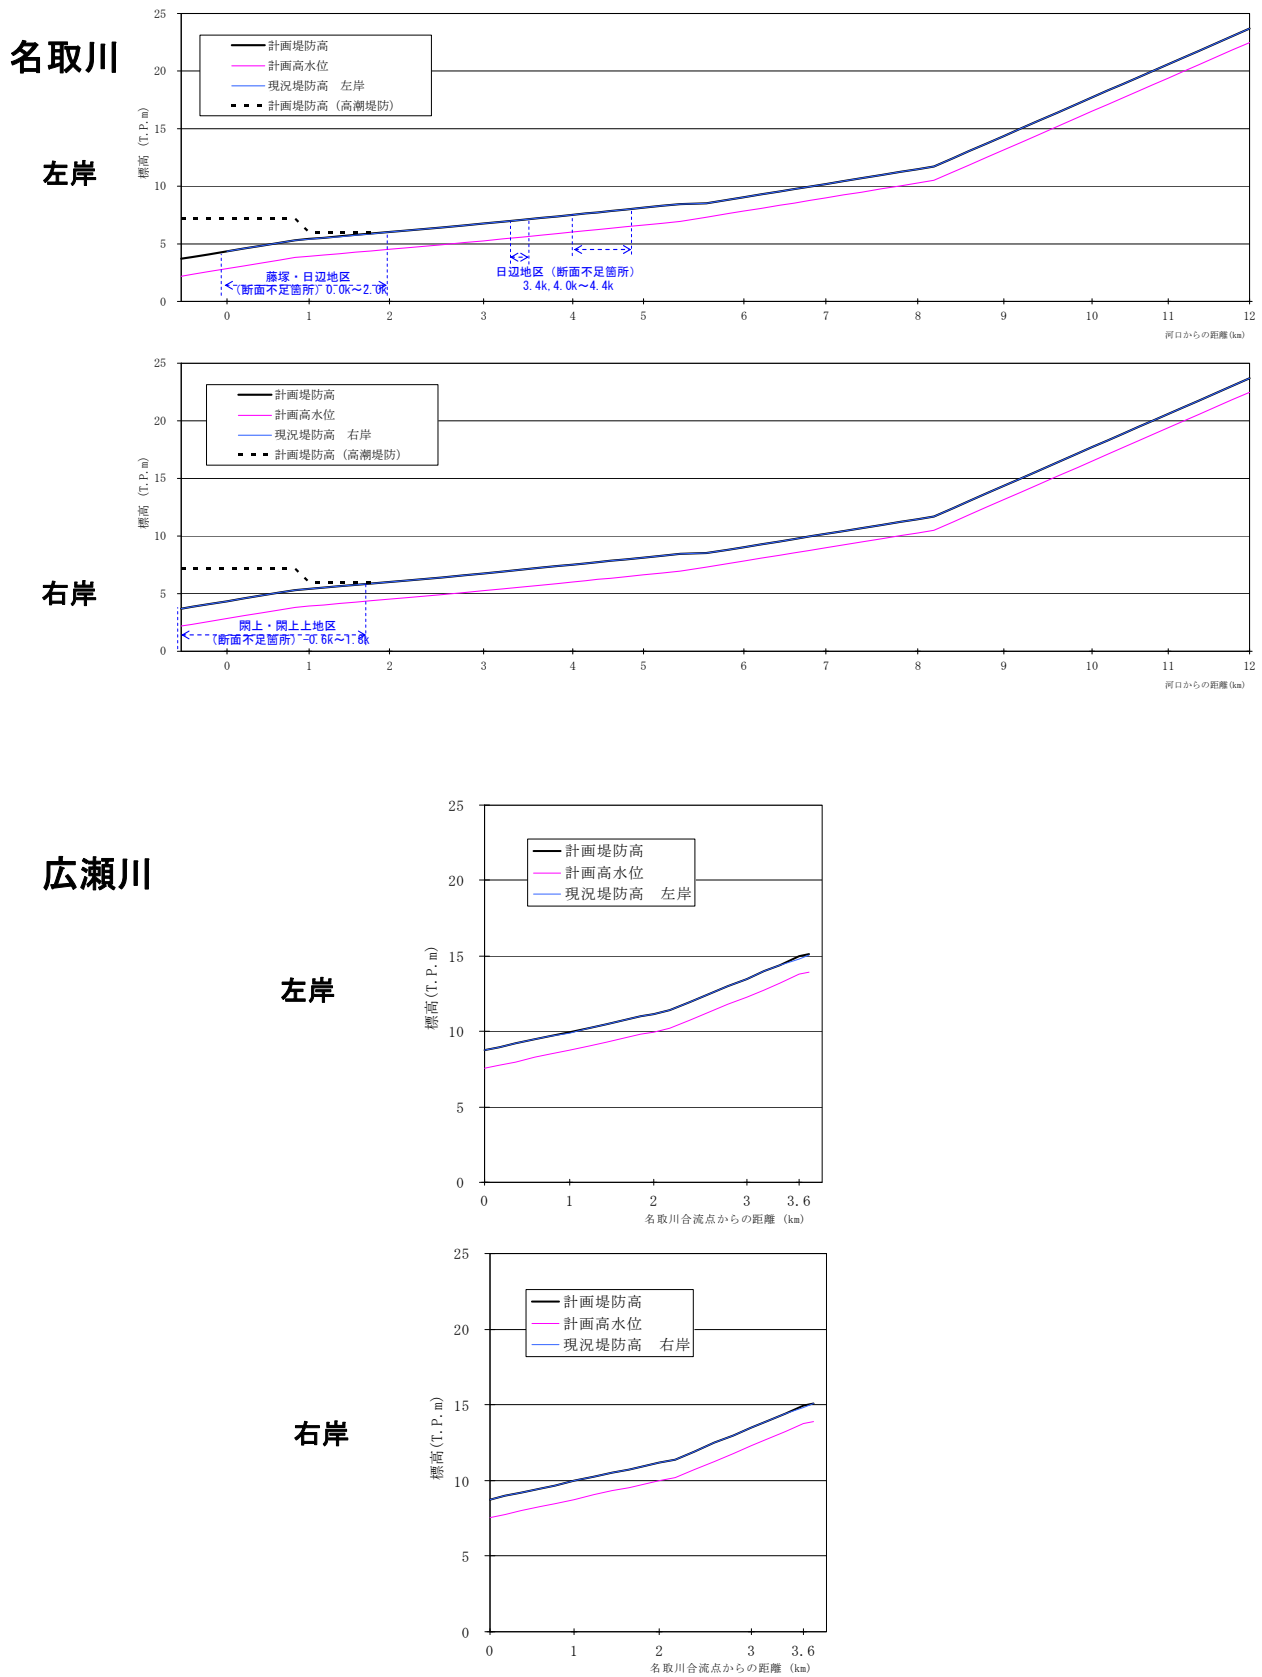 名取川
左岸
標高 (T.P.m)
25
20
15
10
5
0
計画堤防高
計画高水位
現況堤防高　左岸
計画堤防高 (高潮堤防)
藤塚・日辺地区
(断面不足箇所) 0.0k～2.0k
日辺地区 (断面不足箇所)
3.4k, 4.0k～4.4k
0 1 2 3 4 5 6 7 8 9 10 11 12
河口からの距離(km)
右岸
標高 (T.P.m)
25
20
15
10
5
0
計画堤防高
計画高水位
現況堤防高　右岸
計画堤防高 (高潮堤防)
閖上・閖上上地区
(断面不足箇所) -0.6k～1.8k
0 1 2 3 4 5 6 7 8 9 10 11 12
河口からの距離(km)
広瀬川
左岸
標高(T.P.m)
25
20
15
10
5
0
計画堤防高
計画高水位
現況堤防高　左岸
0 1 2 3 3.6
名取川合流点からの距離 (km)
右岸
標高(T.P.m)
25
20
15
10
5
0
計画堤防高
計画高水位
現況堤防高　右岸
0 1 2 3 3.6
名取川合流点からの距離 (km)